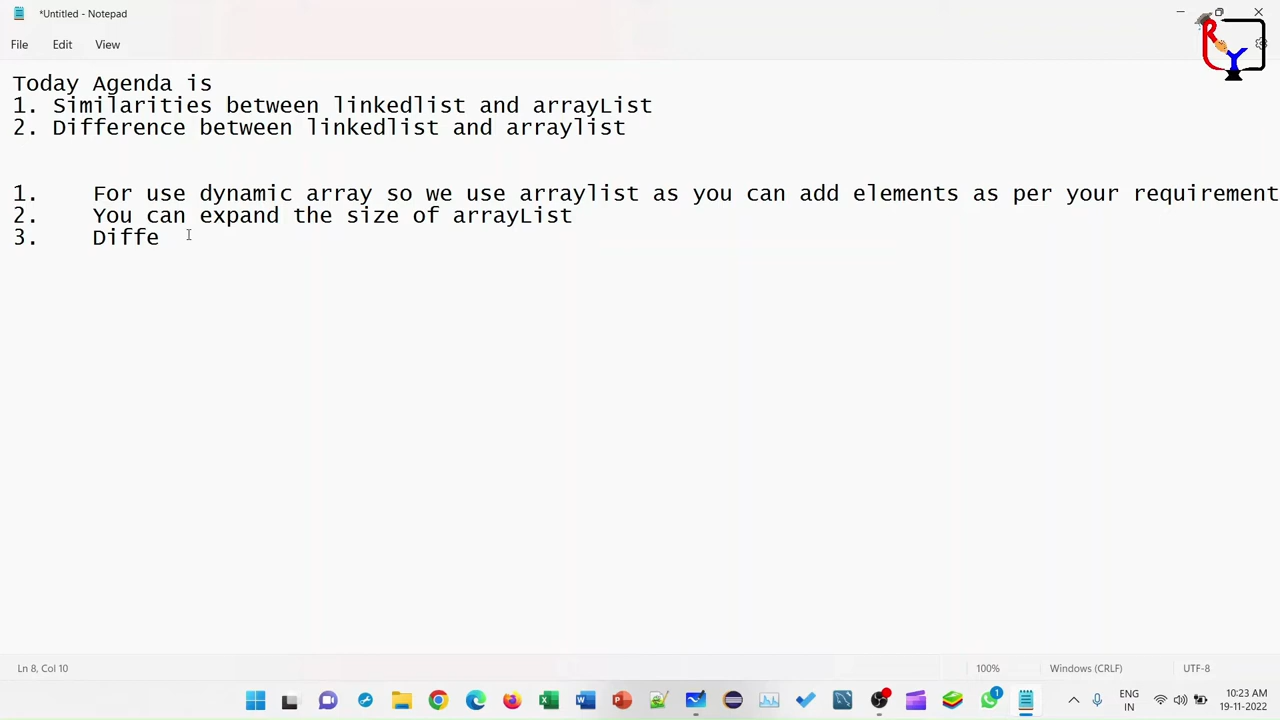 *Untitled - Notepad
File Edit View
R
Y
Today Agenda is
1. Similarities between linkedlist and arrayList
2. Difference between linkedlist and arraylist
1. For use dynamic array so we use arraylist as you can add elements as per your requirement
2. You can expand the size of arrayList
3. Diffe
Ln 8, Col 10 100% Windows (CRLF) UTF-8
1
ENG
IN
10:23 AM
19-11-2022